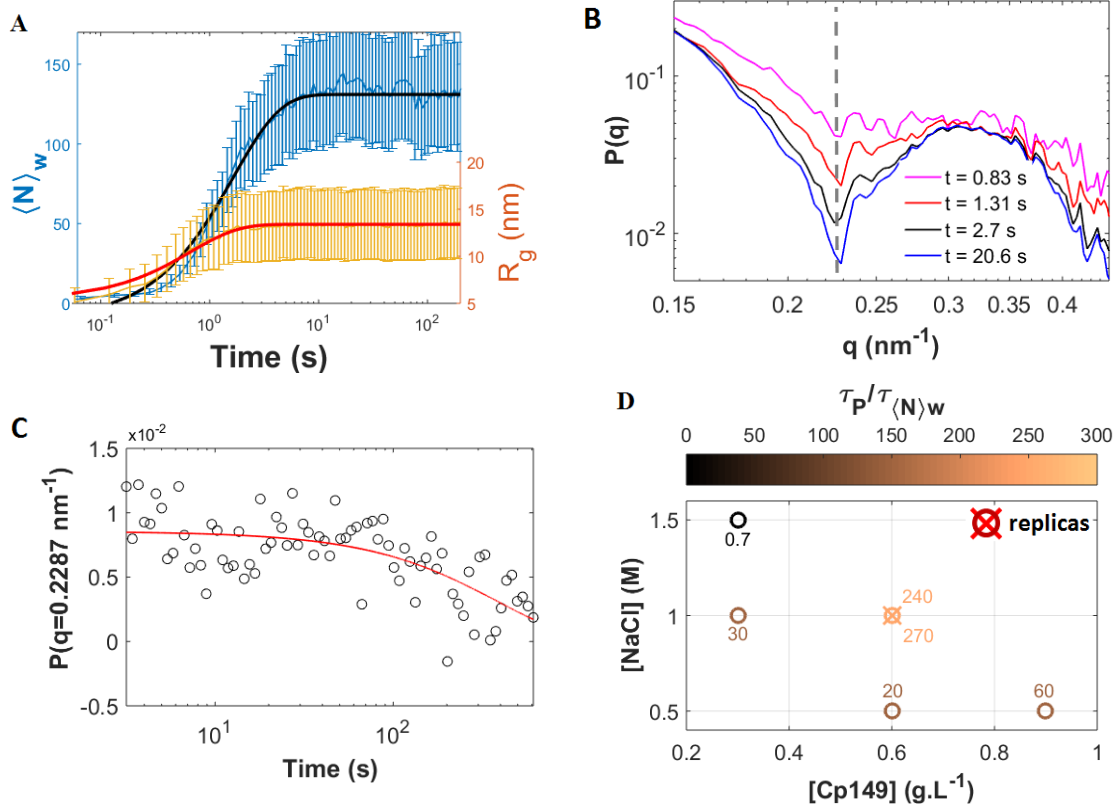 A
⟨N⟩w
150
100
50
0
20
15
10
5
Rg (nm)
10-1
100
101
102
Time (s)
B
P(q)
10-1
10-2
t = 0.83 s
t = 1.31 s
t = 2.7 s
t = 20.6 s
0.15
0.2
0.25
0.3
0.35
0.4
q (nm-1)
C
x10-2
P(q=0.2287 nm-1)
1.5
1
0.5
0
-0.5
101
102
Time (s)
D
τP/τ⟨N⟩w
0 50 100 150 200 250 300
[NaCl] (M)
1.5
1
0.5
0.7
replicas
240
30
270
20
60
0.2 0.4 0.6 0.8 1
[Cp149] (g.L-1)